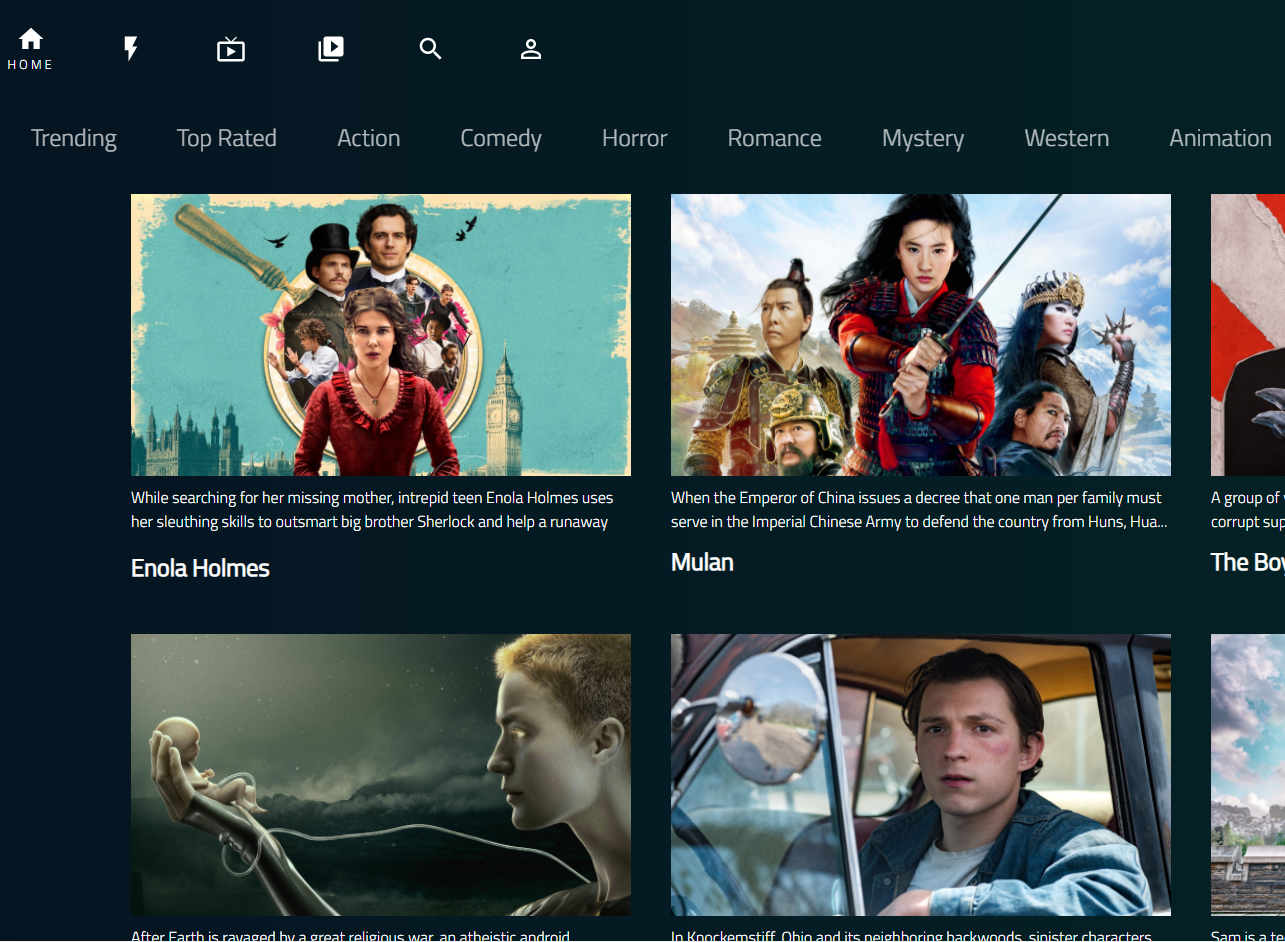 HOME
Trending Top Rated Action Comedy Horror Romance Mystery Western Animation
While searching for her missing mother, intrepid teen Enola Holmes uses
her sleuthing skills to outsmart big brother Sherlock and help a runaway
Enola Holmes
When the Emperor of China issues a decree that one man per family must
serve in the Imperial Chinese Army to defend the country from Huns, Hua...
Mulan
A group of
corrupt sup
The Boy
After Earth is ravaged by a great religious war, an atheistic android
In Knockemstiff, Ohio and its neighboring backwoods, sinister characters
Sam is a te